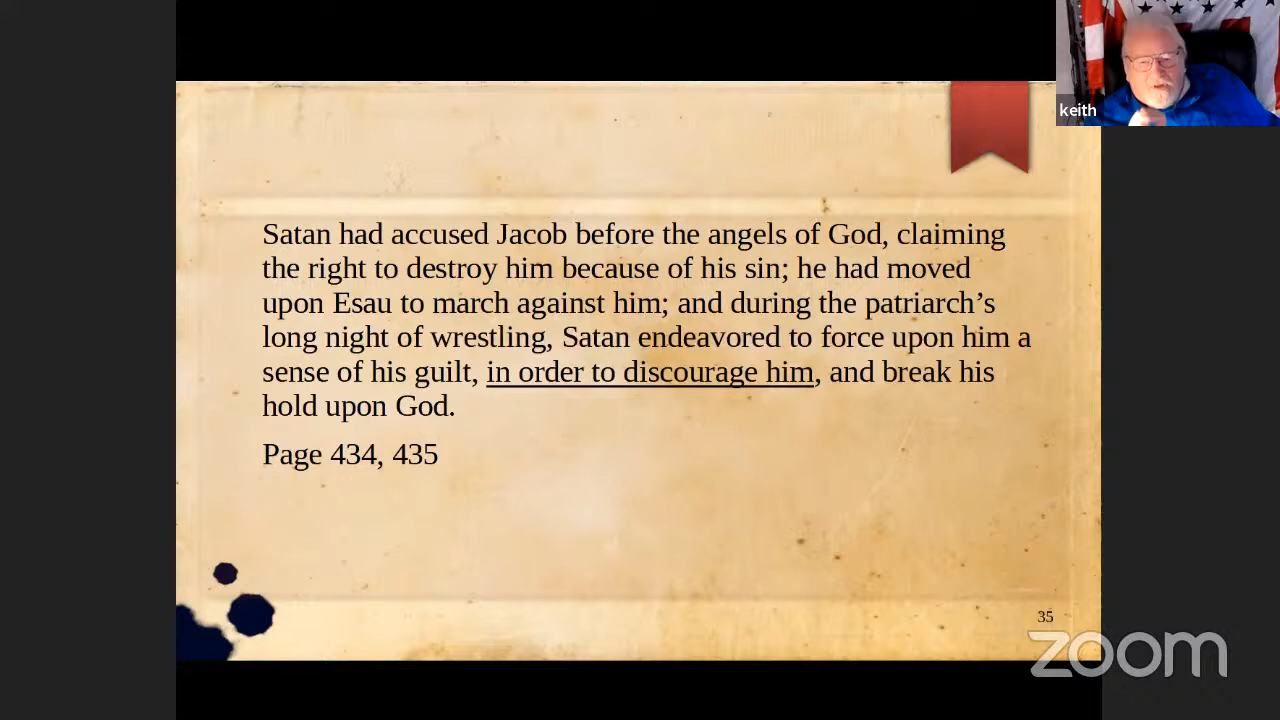 keith
Satan had accused Jacob before the angels of God, claiming
the right to destroy him because of his sin; he had moved
upon Esau to march against him; and during the patriarch’s
long night of wrestling, Satan endeavored to force upon him a
sense of his guilt, in order to discourage him, and break his
hold upon God.
Page 434, 435
35
zoom